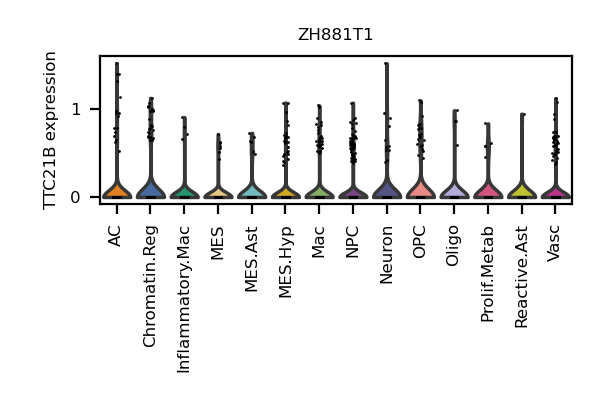 ZH881T1
TTC21B expression
1
0
AC
Chromatin.Reg
Inflammatory.Mac
MES
MES.Ast
MES.Hyp
Mac
NPC
Neuron
OPC
Oligo
Prolif.Metab
Reactive.Ast
Vasc